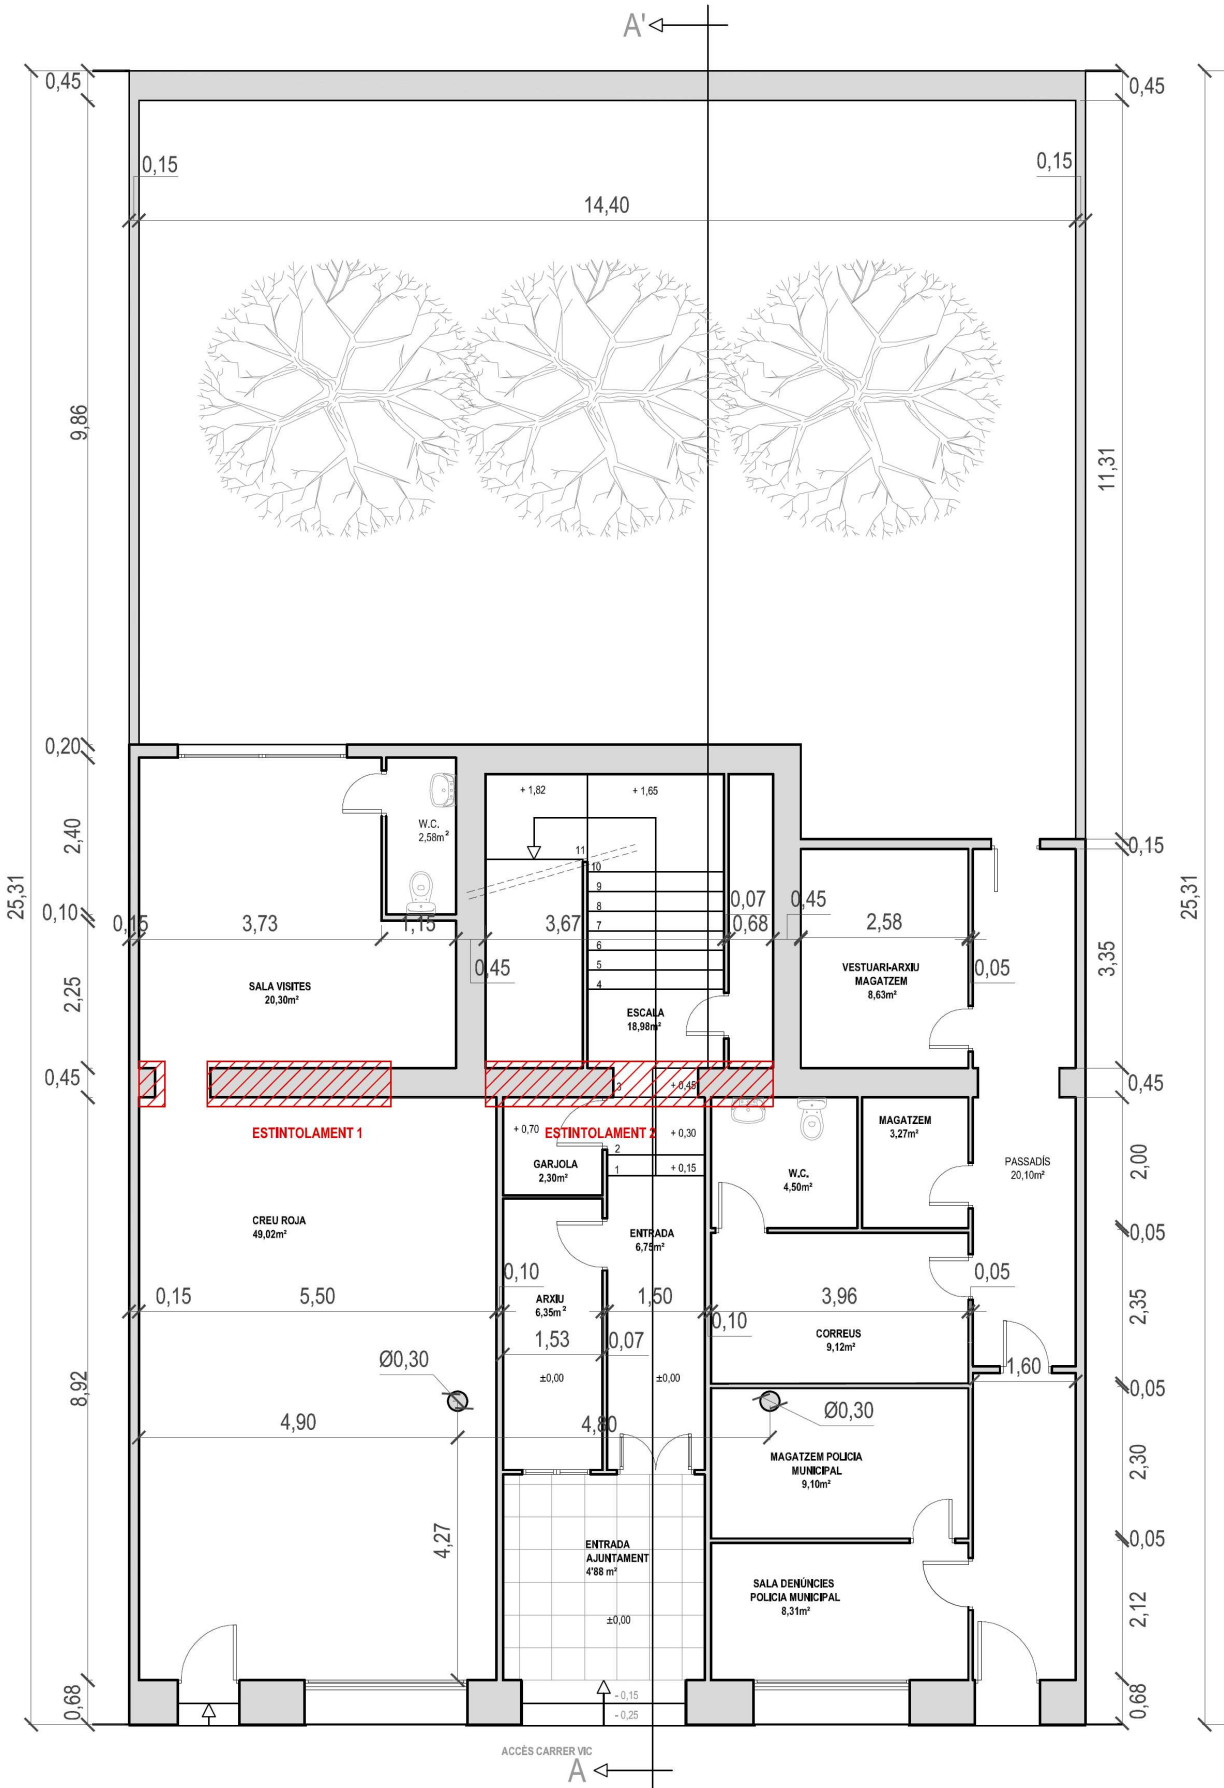 A'
0,45
0,45
0,15
0,15
14,40
9,86
11,31
25,31
25,31
0,20
2,40
0,10
2,25
0,45
8,92
0,68
0,15
3,35
0,45
2,00
0,05
2,35
0,05
2,30
0,05
2,12
0,68
+ 1,82
+ 1,65
W.C.
2,58m²
11
10
9
8
7
6
5
4
0,15
3,73
1,15
0,45
3,67
0,07
0,68
0,45
2,58
0,05
SALA VISITES
20,30m²
ESCALA
18,98m²
VESTUARI-ARXIU
MAGATZEM
8,63m²
3
+ 0,45
ESTINTOLAMENT 1
+ 0,70
ESTINTOLAMENT 2
+ 0,30
2
1
+ 0,15
GARJOLA
2,30m²
W.C.
4,50m²
MAGATZEM
3,27m²
PASSADÍS
20,10m²
CREU ROJA
49,02m²
ENTRADA
6,75m²
0,15
5,50
0,10
ARXIU
6,35m²
1,50
3,96
0,05
0,10
1,53
0,07
CORREUS
9,12m²
Ø0,30
±0,00
±0,00
1,60
4,90
4,80
Ø0,30
MAGATZEM POLICIA
MUNICIPAL
9,10m²
4,27
ENTRADA
AJUNTAMENT
4'88 m²
±0,00
SALA DENÚNCIES
POLICIA MUNICIPAL
8,31m²
- 0,15
- 0,25
ACCÈS CARRER VIC
A